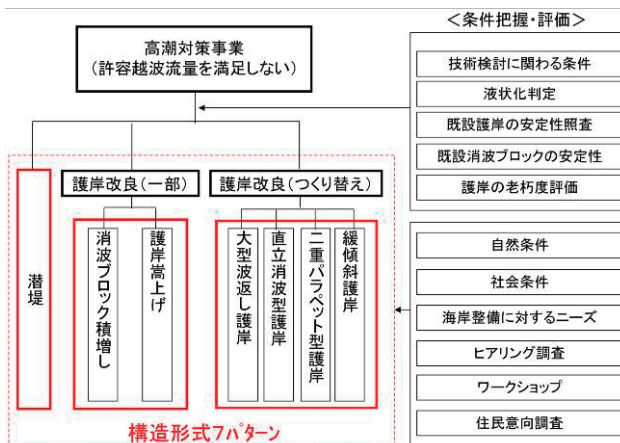 高潮対策事業
（許容越波流量を満足しない）
護岸改良（一部）
護岸改良（つくり替え）
潜堤
消波ブロック積増し
護岸嵩上げ
大型波返し護岸
直立消波型護岸
二重パラペット型護岸
緩傾斜護岸
構造形式7パターン
＜条件把握・評価＞
技術検討に関わる条件
液状化判定
既設護岸の安定性照査
既設消波ブロックの安定性
護岸の老朽度評価
自然条件
社会条件
海岸整備に対するニーズ
ヒアリング調査
ワークショップ
住民意向調査